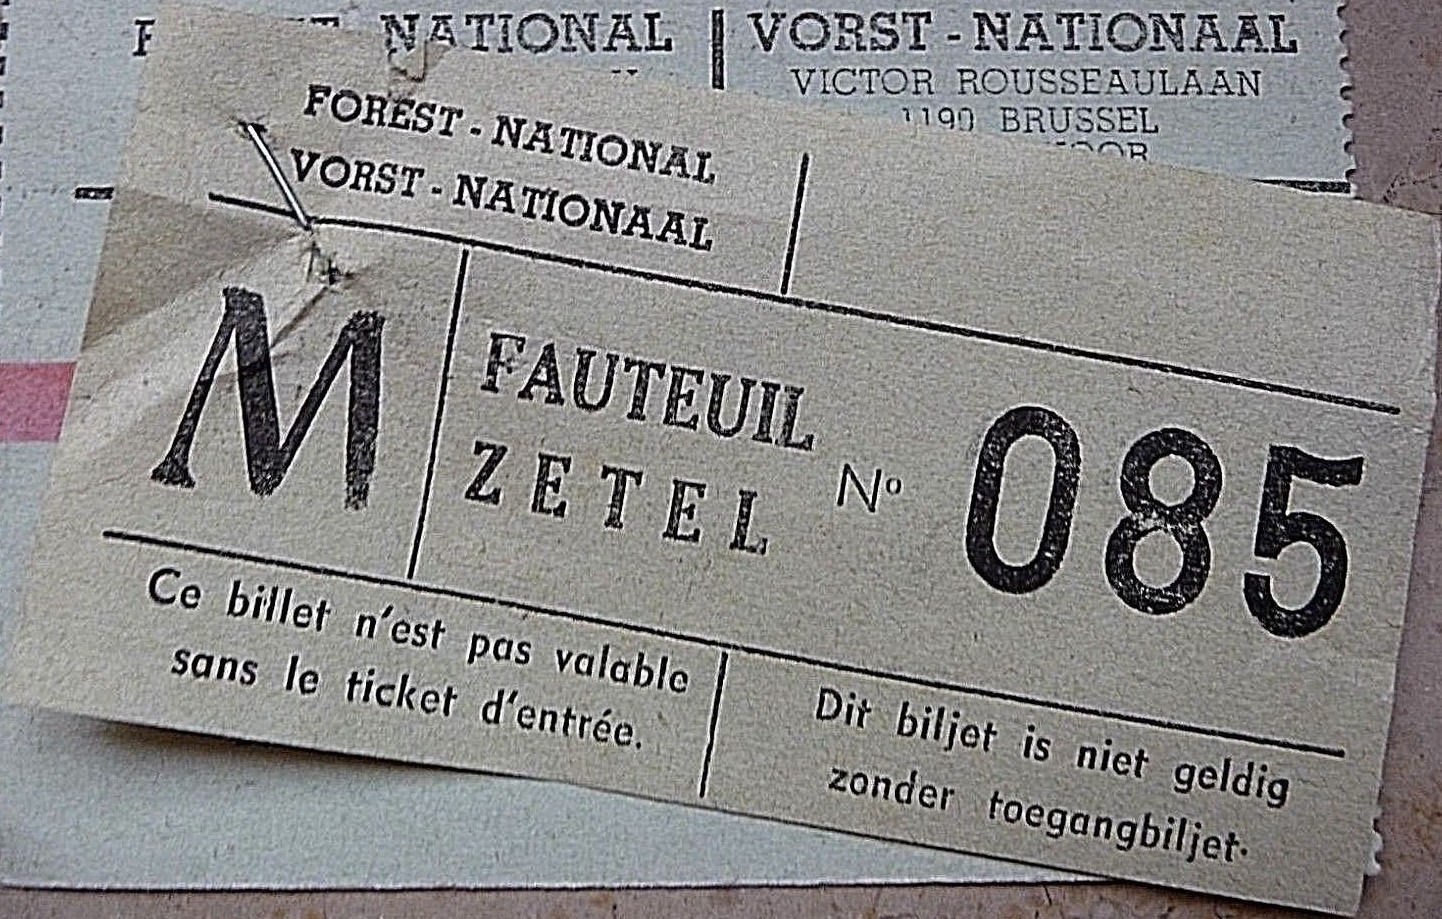 NATIONAL
VORST - NATIONAAL
VICTOR ROUSSEAULAAN
1190 BRUSSEL
FOREST - NATIONAL
VORST - NATIONAAL
M
FAUTEUIL
ZETEL
Nº 085
Ce billet n'est pas valable
sans le ticket d'entrée.
Dit biljet is niet geldig
zonder toegangbiljet.